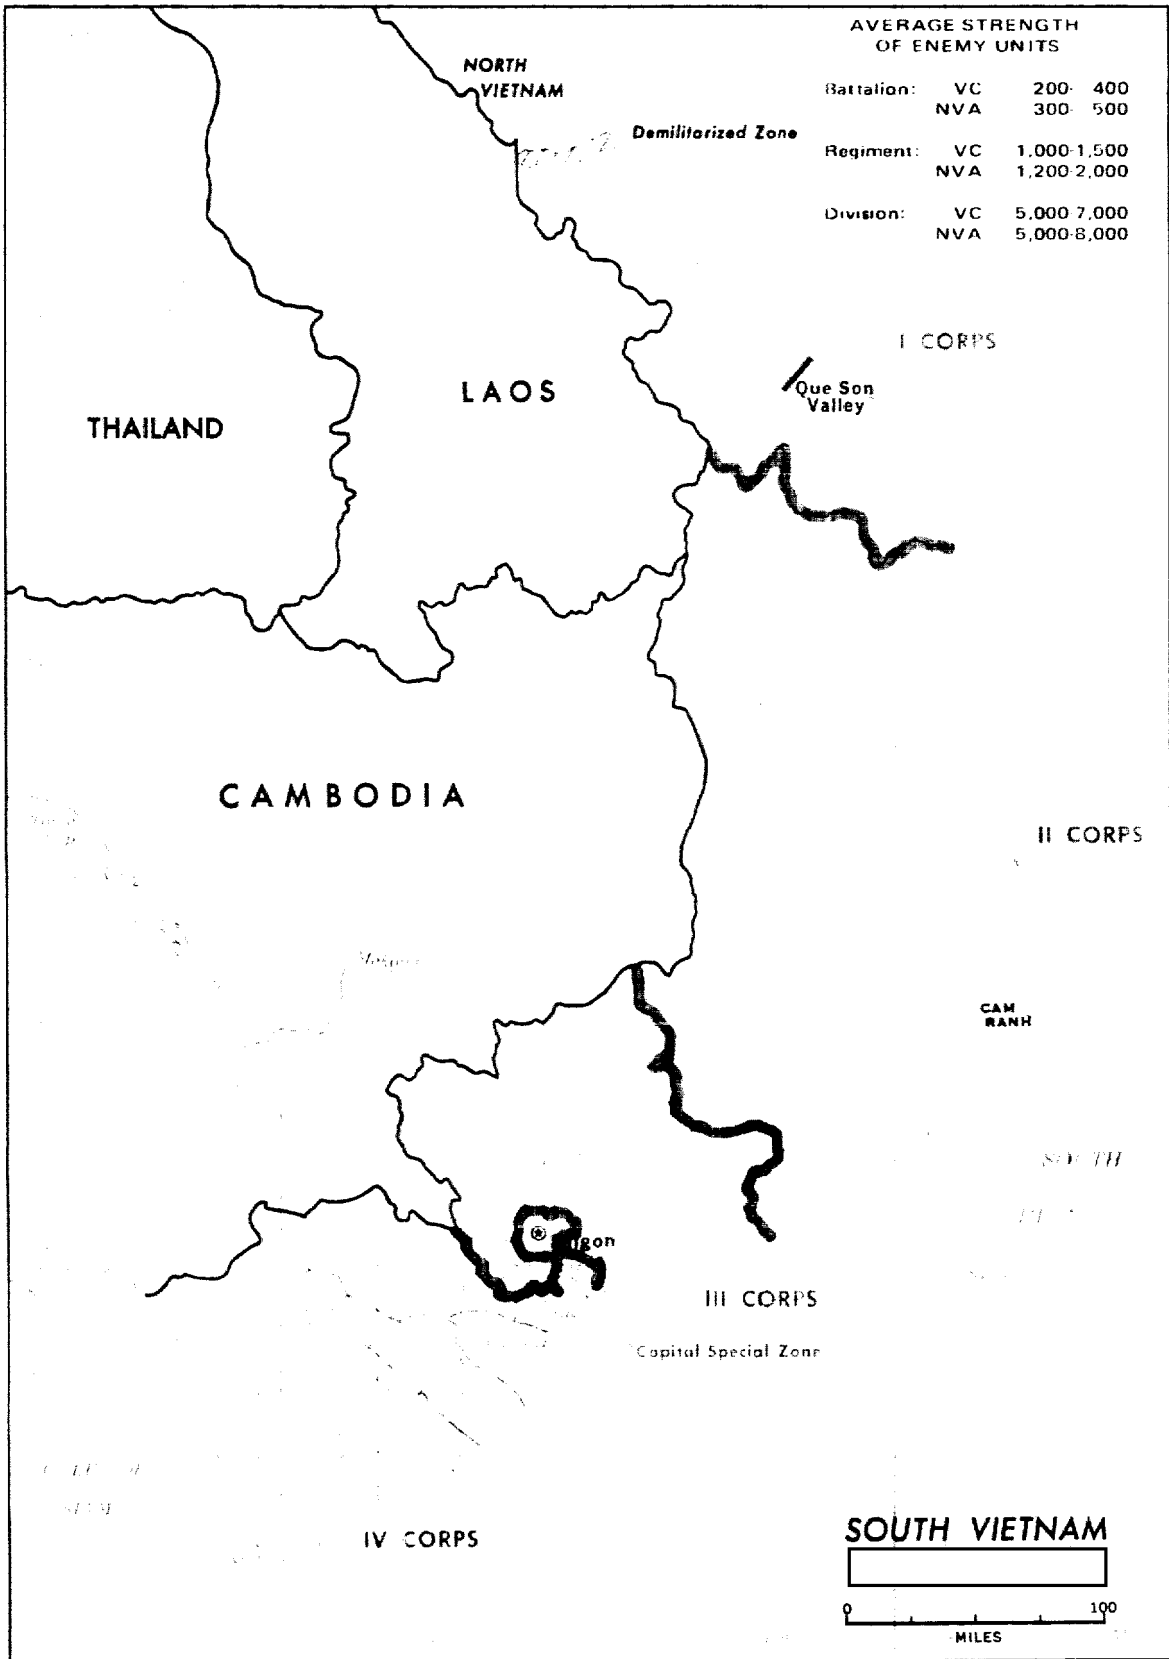 AVERAGE STRENGTH
OF ENEMY UNITS
Battalion: VC 200- 400
NVA 300- 500
Regiment: VC 1,000-1,500
NVA 1,200-2,000
Division: VC 5,000-7,000
NVA 5,000-8,000
NORTH
VIETNAM
Demilitarized Zone
I CORPS
Que Son
Valley
LAOS
THAILAND
CAMBODIA
II CORPS
CAM
RANH
SOUTH
III CORPS
Capital Special Zone
IV CORPS
SOUTH VIETNAM
0 100
MILES